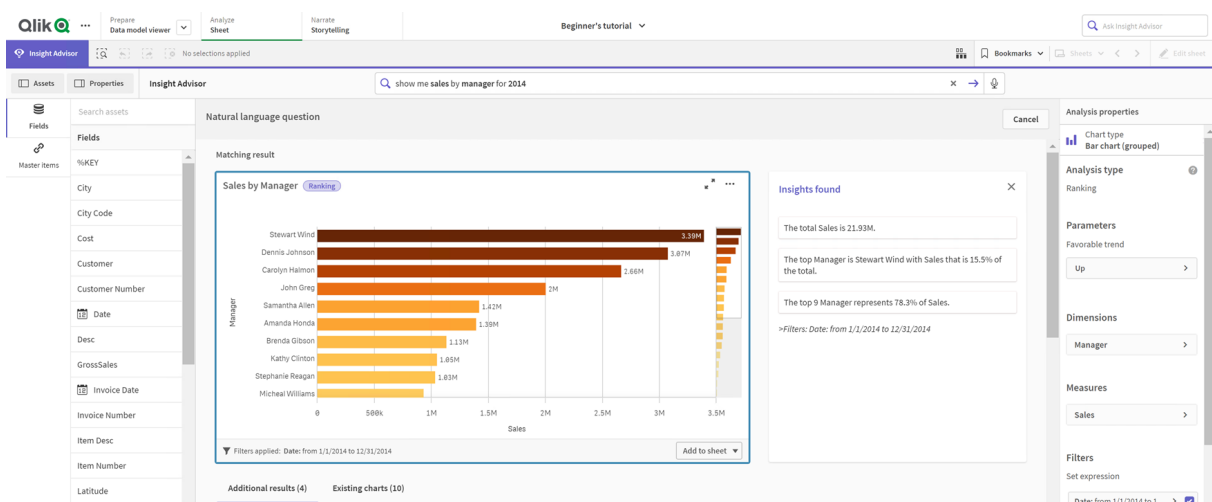 Qlik
Prepare
Data model viewer
Analyze
Sheet
Narrate
Storytelling
Beginner's tutorial
Ask Insight Advisor
Insight Advisor
No selections applied
Bookmarks
Sheets
Edit sheet
Assets
Properties
Insight Advisor
show me sales by manager for 2014
Fields
Master items
Search assets
Fields
%KEY
City
City Code
Cost
Customer
Customer Number
Date
Desc
GrossSales
Invoice Date
Invoice Number
Item Desc
Item Number
Latitude
Natural language question
Cancel
Matching result
Sales by Manager
Ranking
Manager
Stewart Wind
3.39M
Dennis Johnson
3.07M
Carolyn Halmon
2.66M
John Greg
2M
Samantha Allen
1.42M
Amanda Honda
1.39M
Brenda Gibson
1.13M
Kathy Clinton
1.05M
Stephanie Reagan
1.03M
Micheal Williams
0 500k 1M 1.5M 2M 2.5M 3M 3.5M
Sales
Filters applied: Date: from 1/1/2014 to 12/31/2014
Add to sheet
Additional results (4)
Existing charts (10)
Insights found
The total Sales is 21.93M.
The top Manager is Stewart Wind with Sales that is 15.5% of
the total.
The top 9 Manager represents 78.3% of Sales.
>Filters: Date: from 1/1/2014 to 12/31/2014
Analysis properties
Chart type
Bar chart (grouped)
Analysis type
Ranking
Parameters
Favorable trend
Up
Dimensions
Manager
Measures
Sales
Filters
Set expression
Date: from 1/1/2014 to 1...